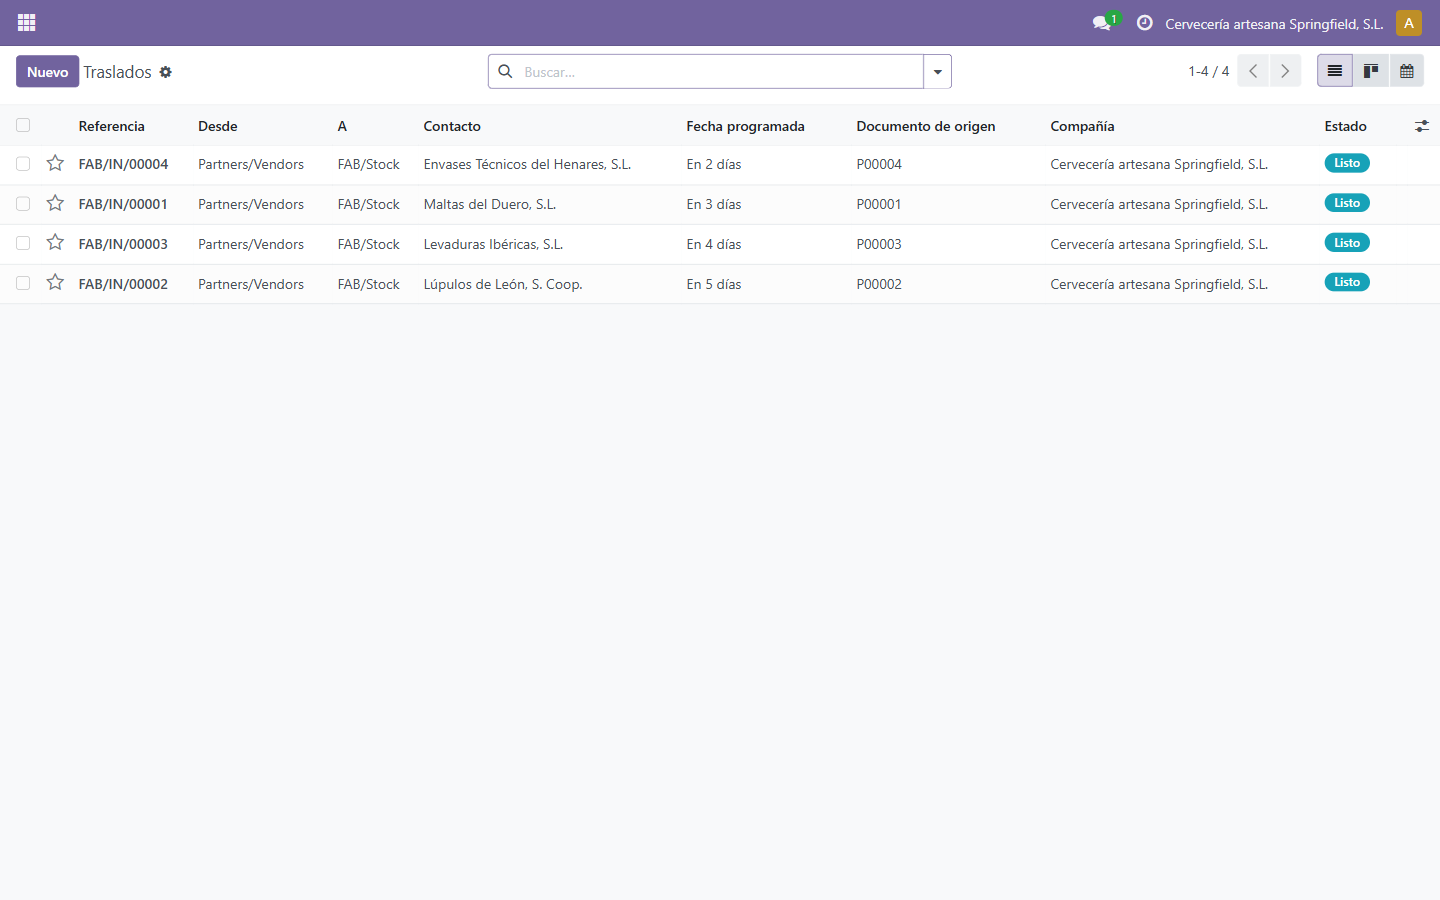 1 Cervecería artesana Springfield, S.L. A
Nuevo Traslados Buscar... 1-4 / 4
Referencia Desde A Contacto Fecha programada Documento de origen Compañía Estado
FAB/IN/00004 Partners/Vendors FAB/Stock Envases Técnicos del Henares, S.L. En 2 días P00004 Cervecería artesana Springfield, S.L. Listo
FAB/IN/00001 Partners/Vendors FAB/Stock Maltas del Duero, S.L. En 3 días P00001 Cervecería artesana Springfield, S.L. Listo
FAB/IN/00003 Partners/Vendors FAB/Stock Levaduras Ibéricas, S.L. En 4 días P00003 Cervecería artesana Springfield, S.L. Listo
FAB/IN/00002 Partners/Vendors FAB/Stock Lúpulos de León, S. Coop. En 5 días P00002 Cervecería artesana Springfield, S.L. Listo